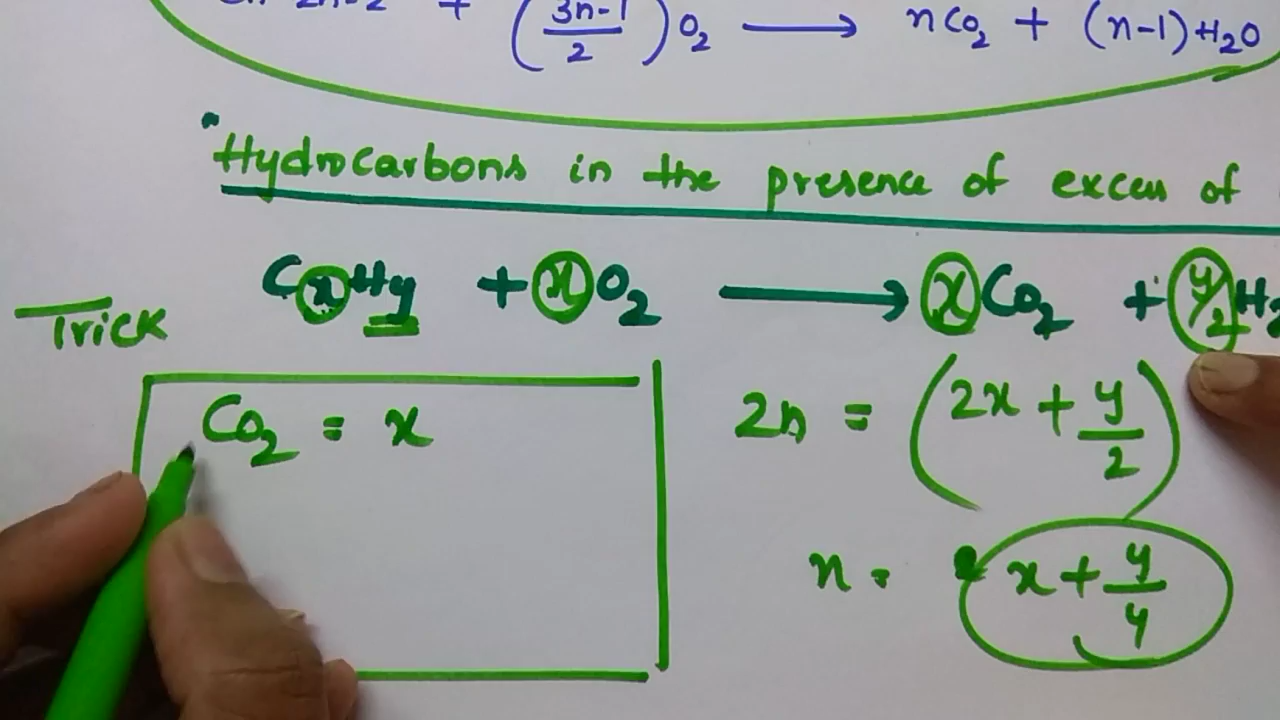 + (3n-1/2)O₂ ⟶ nCO₂ + (n-1)H₂O
"Hydrocarbons in the presence of excess of
Trick
CxHy + xO₂ ⟶ xCO₂ + y/2 H₂
CO₂ = x
2n = (2x + y/2)
n = x + y/4